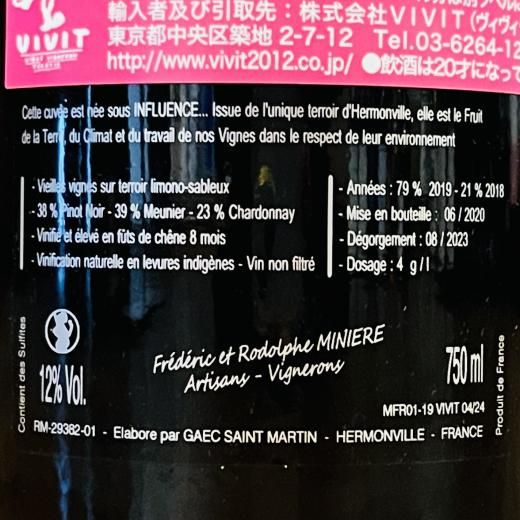 輸入者及び引取先：株式会社VIVIT(ヴィヴィ
東京都中央区築地 2-7-12 Tel.03-6264-12
http://www.vivit2012.co.jp/ ●飲酒は20才になって
VIVIT
Cette cuvée est née sous INFLUENCE... Issue de l'unique terroir d'Hermonville, elle est le Fruit
de la Terre, du Climat et du travail de nos Vignes dans le respect de leur environnement
- Vieilles vignes sur terroir limono-sableux
- 38 % Pinot Noir - 39 % Meunier - 23 % Chardonnay
- Vinifié et élevé en fûts de chêne 8 mois
- Vinification naturelle en levures indigènes - Vin non filtré
- Années : 79 % 2019 - 21 % 2018
- Mise en bouteille : 06 / 2020
- Dégorgement : 08 / 2023
- Dosage : 4 g / l
Contient des Sulfites
12% Vol.
Frédéric et Rodolphe MINIERE
Artisans - Vignerons
750 ml
Produit de France
MFR01-19 VIVIT 04/24
RM-29382-01 - Elabore par GAEC SAINT MARTIN - HERMONVILLE - FRANCE